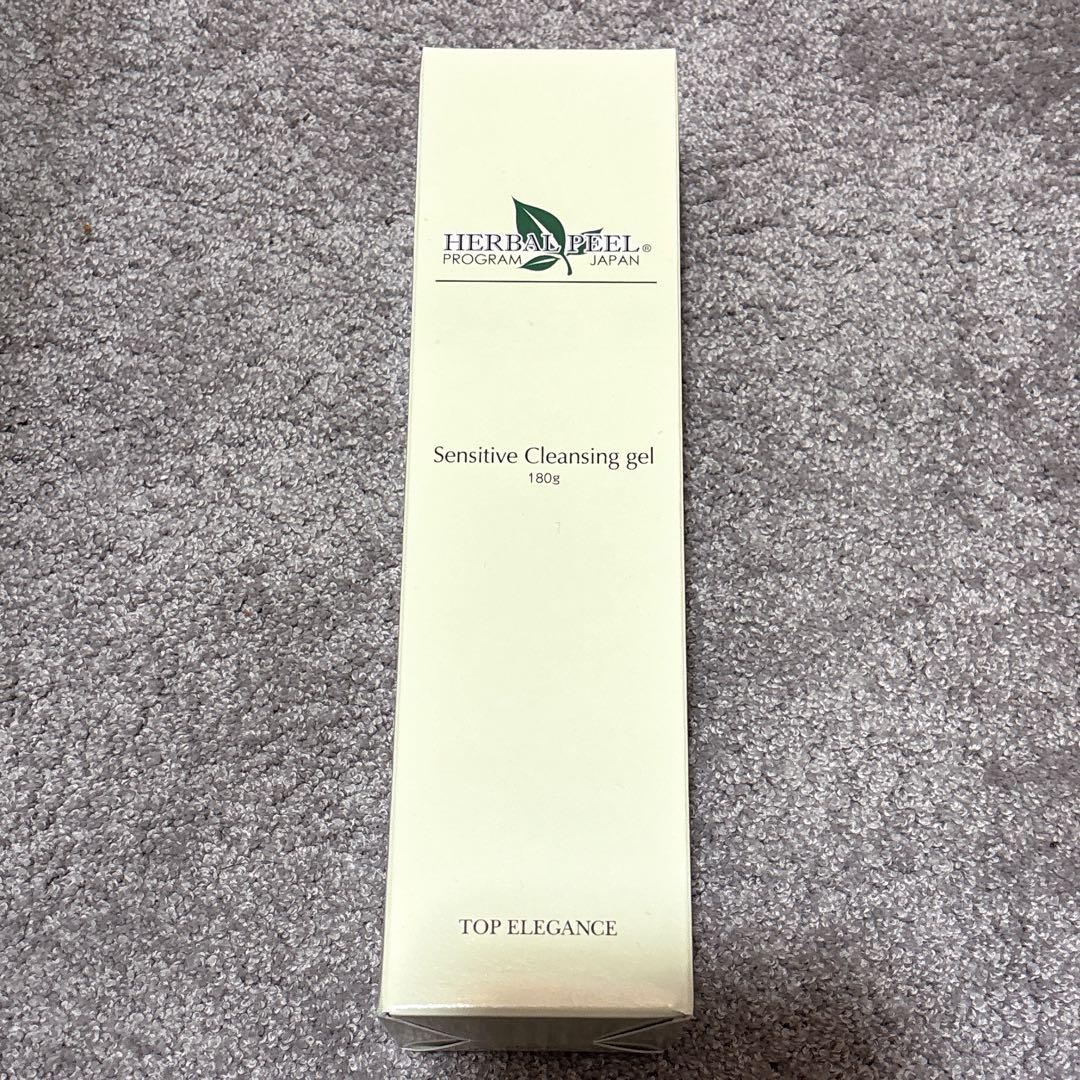 HERBAL PEEL®
PROGRAM JAPAN
Sensitive Cleansing gel
180g
TOP ELEGANCE